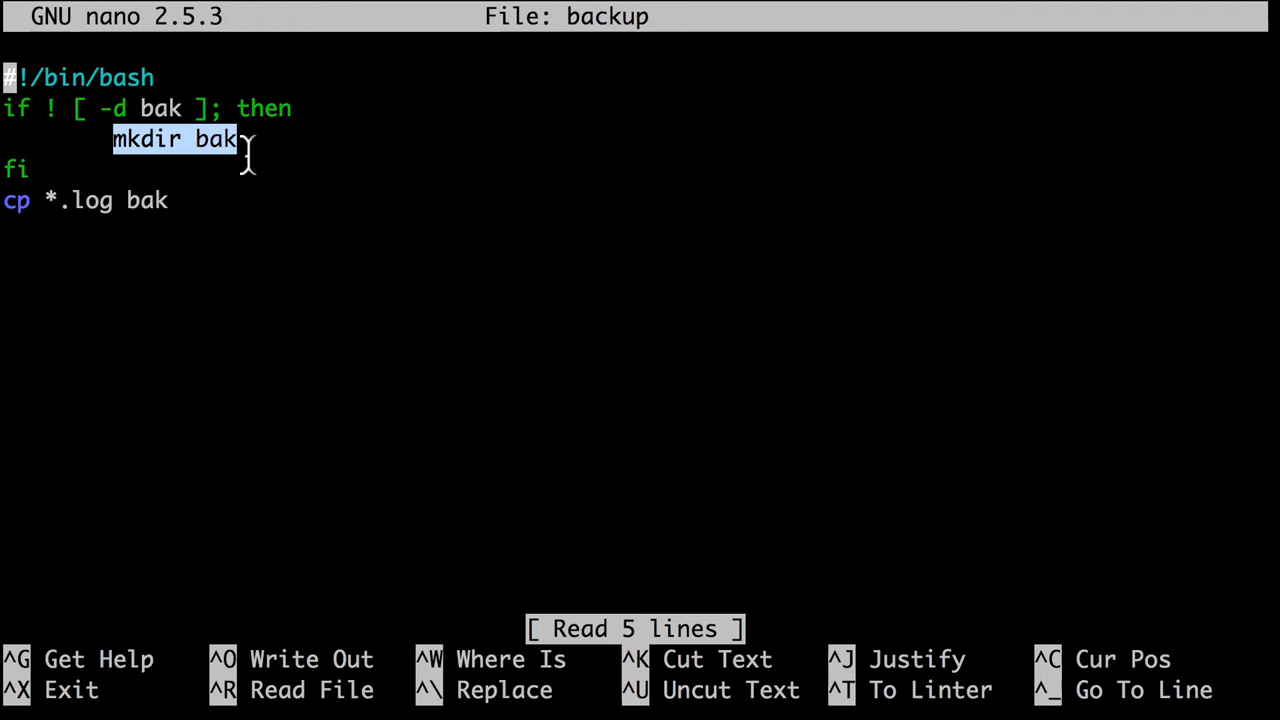 GNU nano 2.5.3 File: backup
#!/bin/bash
if ! [ -d bak ]; then
mkdir bak
fi
cp *.log bak
[ Read 5 lines ]
^G Get Help ^O Write Out ^W Where Is ^K Cut Text ^J Justify ^C Cur Pos
^X Exit ^R Read File ^\ Replace ^U Uncut Text ^T To Linter ^_ Go To Line